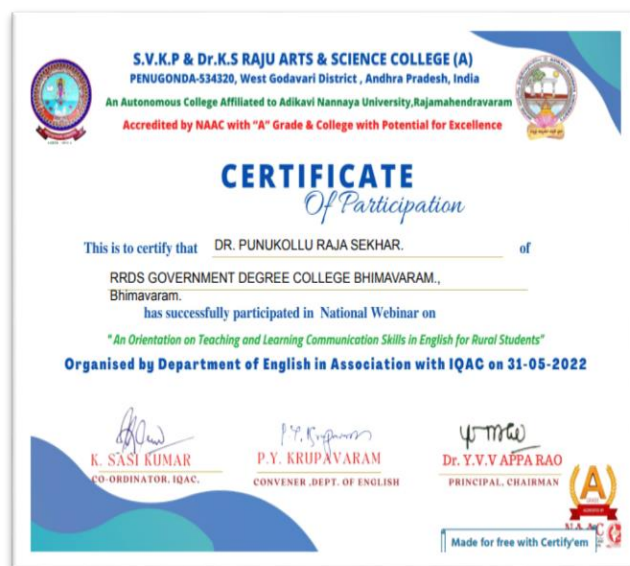 S.V.K.P & Dr.K.S RAJU ARTS & SCIENCE COLLEGE (A)
PENUGONDA-534320, West Godavari District , Andhra Pradesh, India
An Autonomous College Affiliated to Adikavi Nannaya University,Rajamahendravaram
Accredited by NAAC with "A" Grade & College with Potential for Excellence
CERTIFICATE
Of Participation
This is to certify that DR. PUNUKOLLU RAJA SEKHAR. of
RRDS GOVERNMENT DEGREE COLLEGE BHIMAVARAM.,
Bhimavaram.
has successfully participated in National Webinar on
"An Orientation on Teaching and Learning Communication Skills in English for Rural Students"
Organised by Department of English in Association with IQAC on 31-05-2022
K. SASI KUMAR
CO-ORDINATOR, IQAC.
P.Y. KRUPAVARAM
CONVENER ,DEPT. OF ENGLISH
Dr. Y.V.V APPA RAO
PRINCIPAL, CHAIRMAN
A
NAAC
Made for free with Certify'em